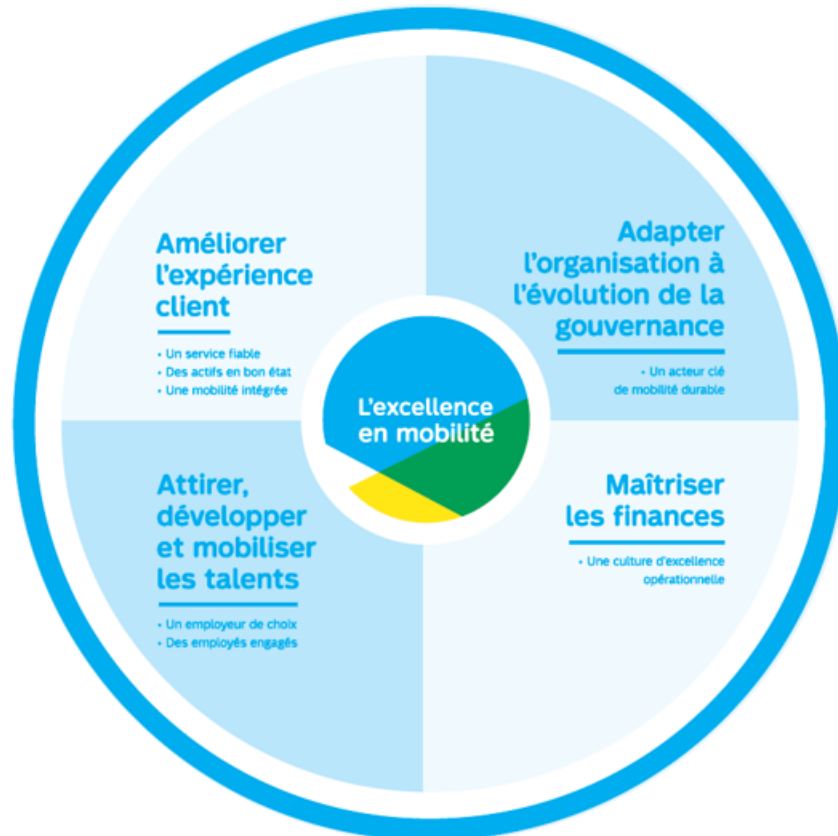 Améliorer
l'expérience
client
• Un service fiable
• Des actifs en bon état
• Une mobilité intégrée
Adapter
l'organisation à
l'évolution de la
gouvernance
• Un acteur clé
de mobilité durable
L'excellence
en mobilité
Attirer,
développer
et mobiliser
les talents
• Un employeur de choix
• Des employés engagés
Maîtriser
les finances
• Une culture d'excellence
opérationnelle